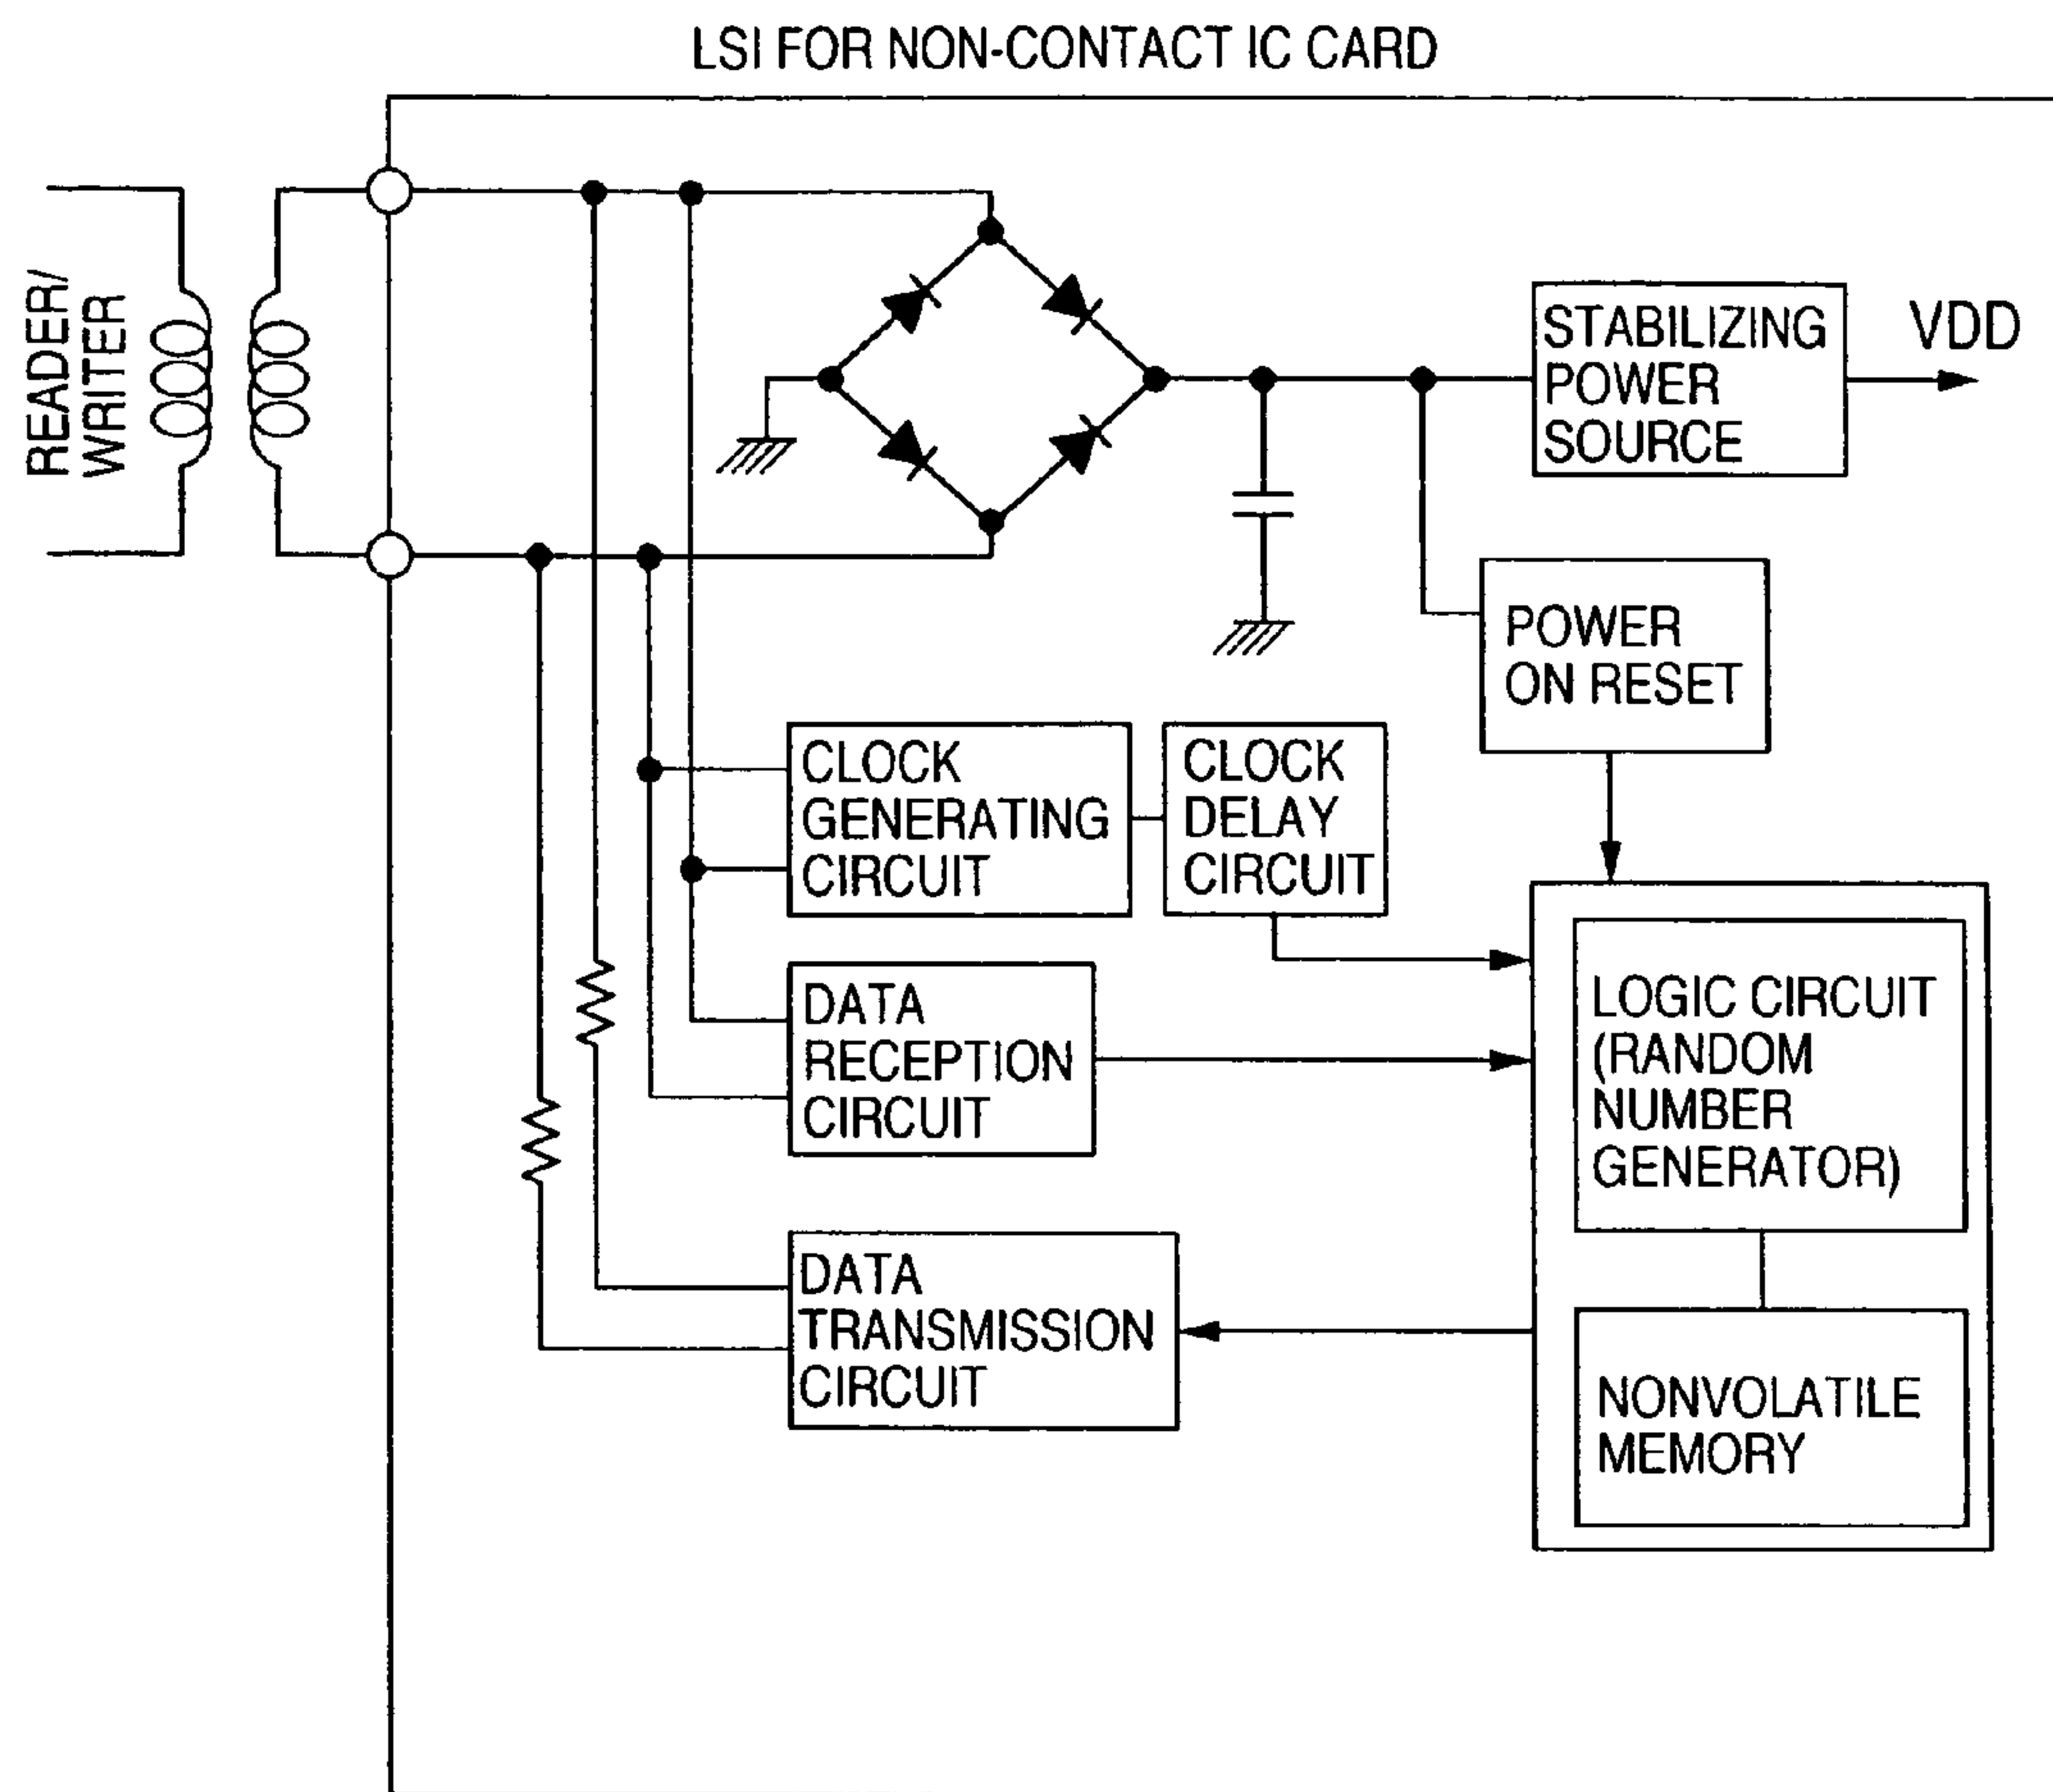 LSI FOR NON-CONTACT IC CARD
READER/
WRITER
STABILIZING
POWER
SOURCE
VDD
POWER
ON RESET
CLOCK
GENERATING
CIRCUIT
CLOCK
DELAY
CIRCUIT
DATA
RECEPTION
CIRCUIT
LOGIC CIRCUIT
(RANDOM
NUMBER
GENERATOR)
DATA
TRANSMISSION
CIRCUIT
NONVOLATILE
MEMORY